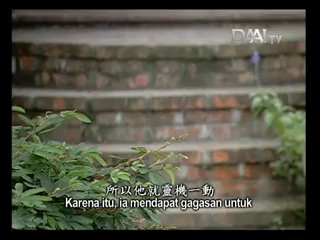 DAAI TV
所以他就靈機一動
Karena itu, ia mendapat gagasan untuk